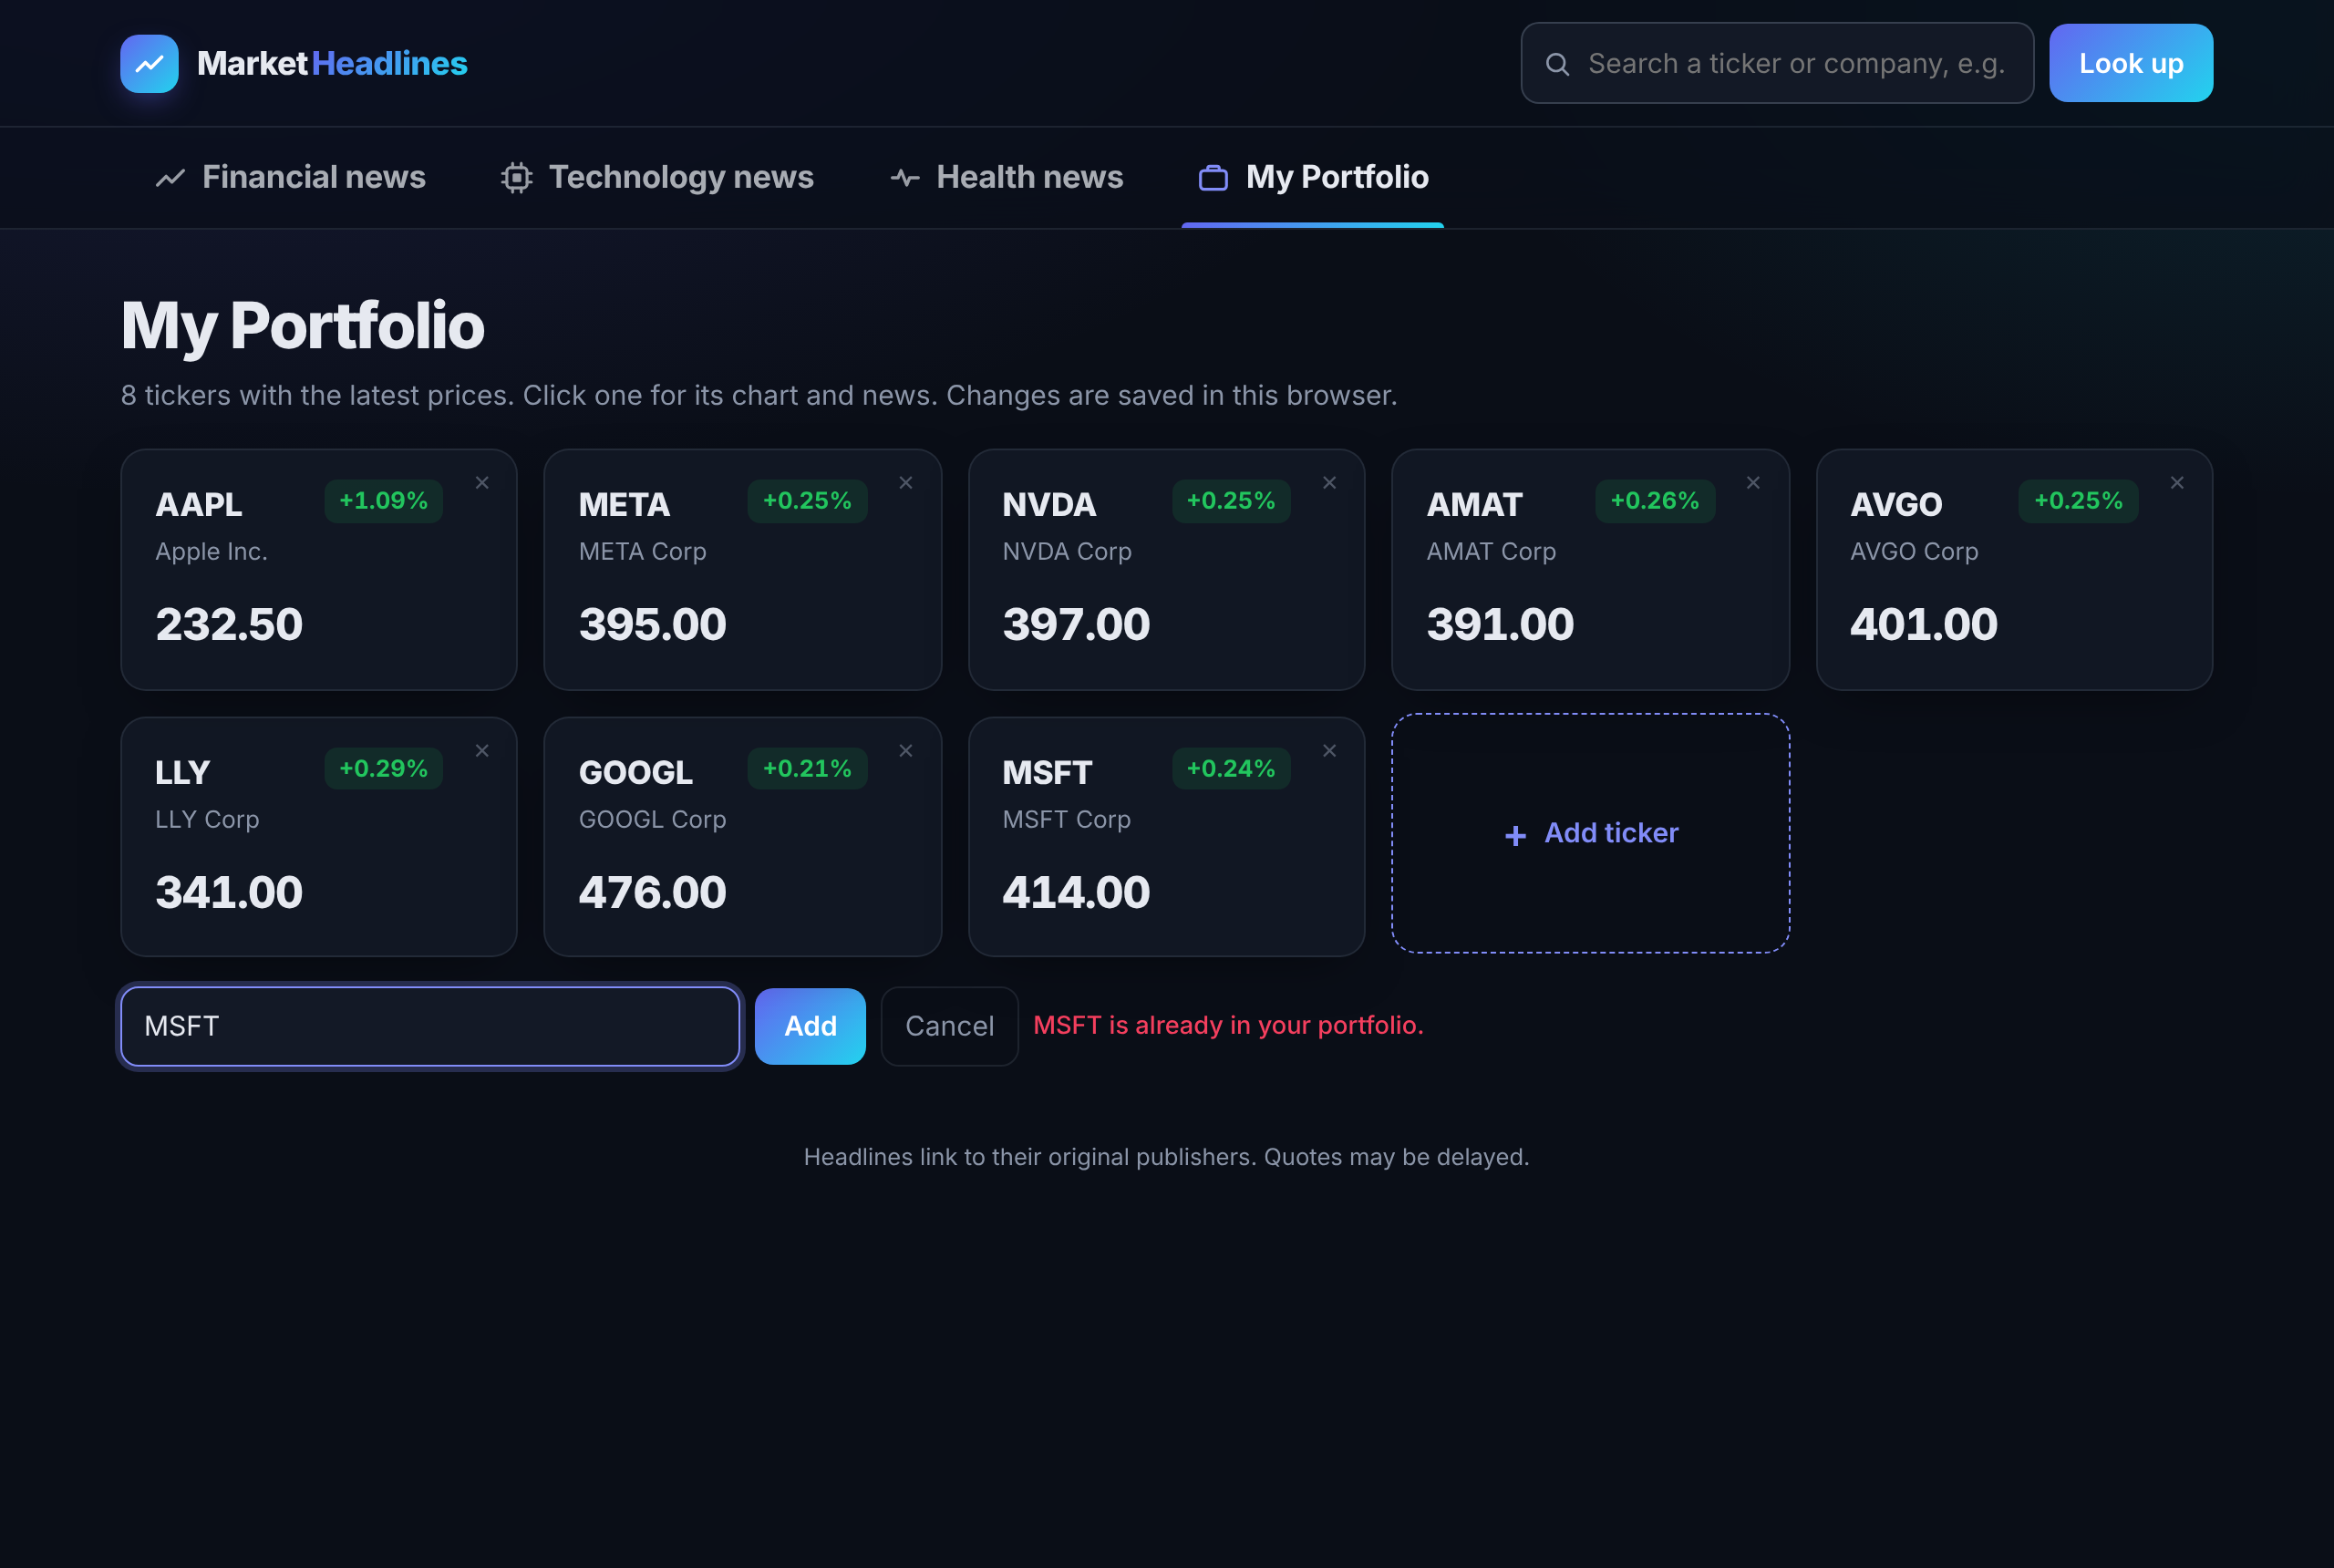 MarketHeadlines
Search a ticker or company, e.g.
Look up
Financial news
Technology news
Health news
My Portfolio
My Portfolio
8 tickers with the latest prices. Click one for its chart and news. Changes are saved in this browser.
AAPL +1.09% ×
Apple Inc.
232.50
META +0.25% ×
META Corp
395.00
NVDA +0.25% ×
NVDA Corp
397.00
AMAT +0.26% ×
AMAT Corp
391.00
AVGO +0.25% ×
AVGO Corp
401.00
LLY +0.29% ×
LLY Corp
341.00
GOOGL +0.21% ×
GOOGL Corp
476.00
MSFT +0.24% ×
MSFT Corp
414.00
+ Add ticker
MSFT
Add
Cancel
MSFT is already in your portfolio.
Headlines link to their original publishers. Quotes may be delayed.